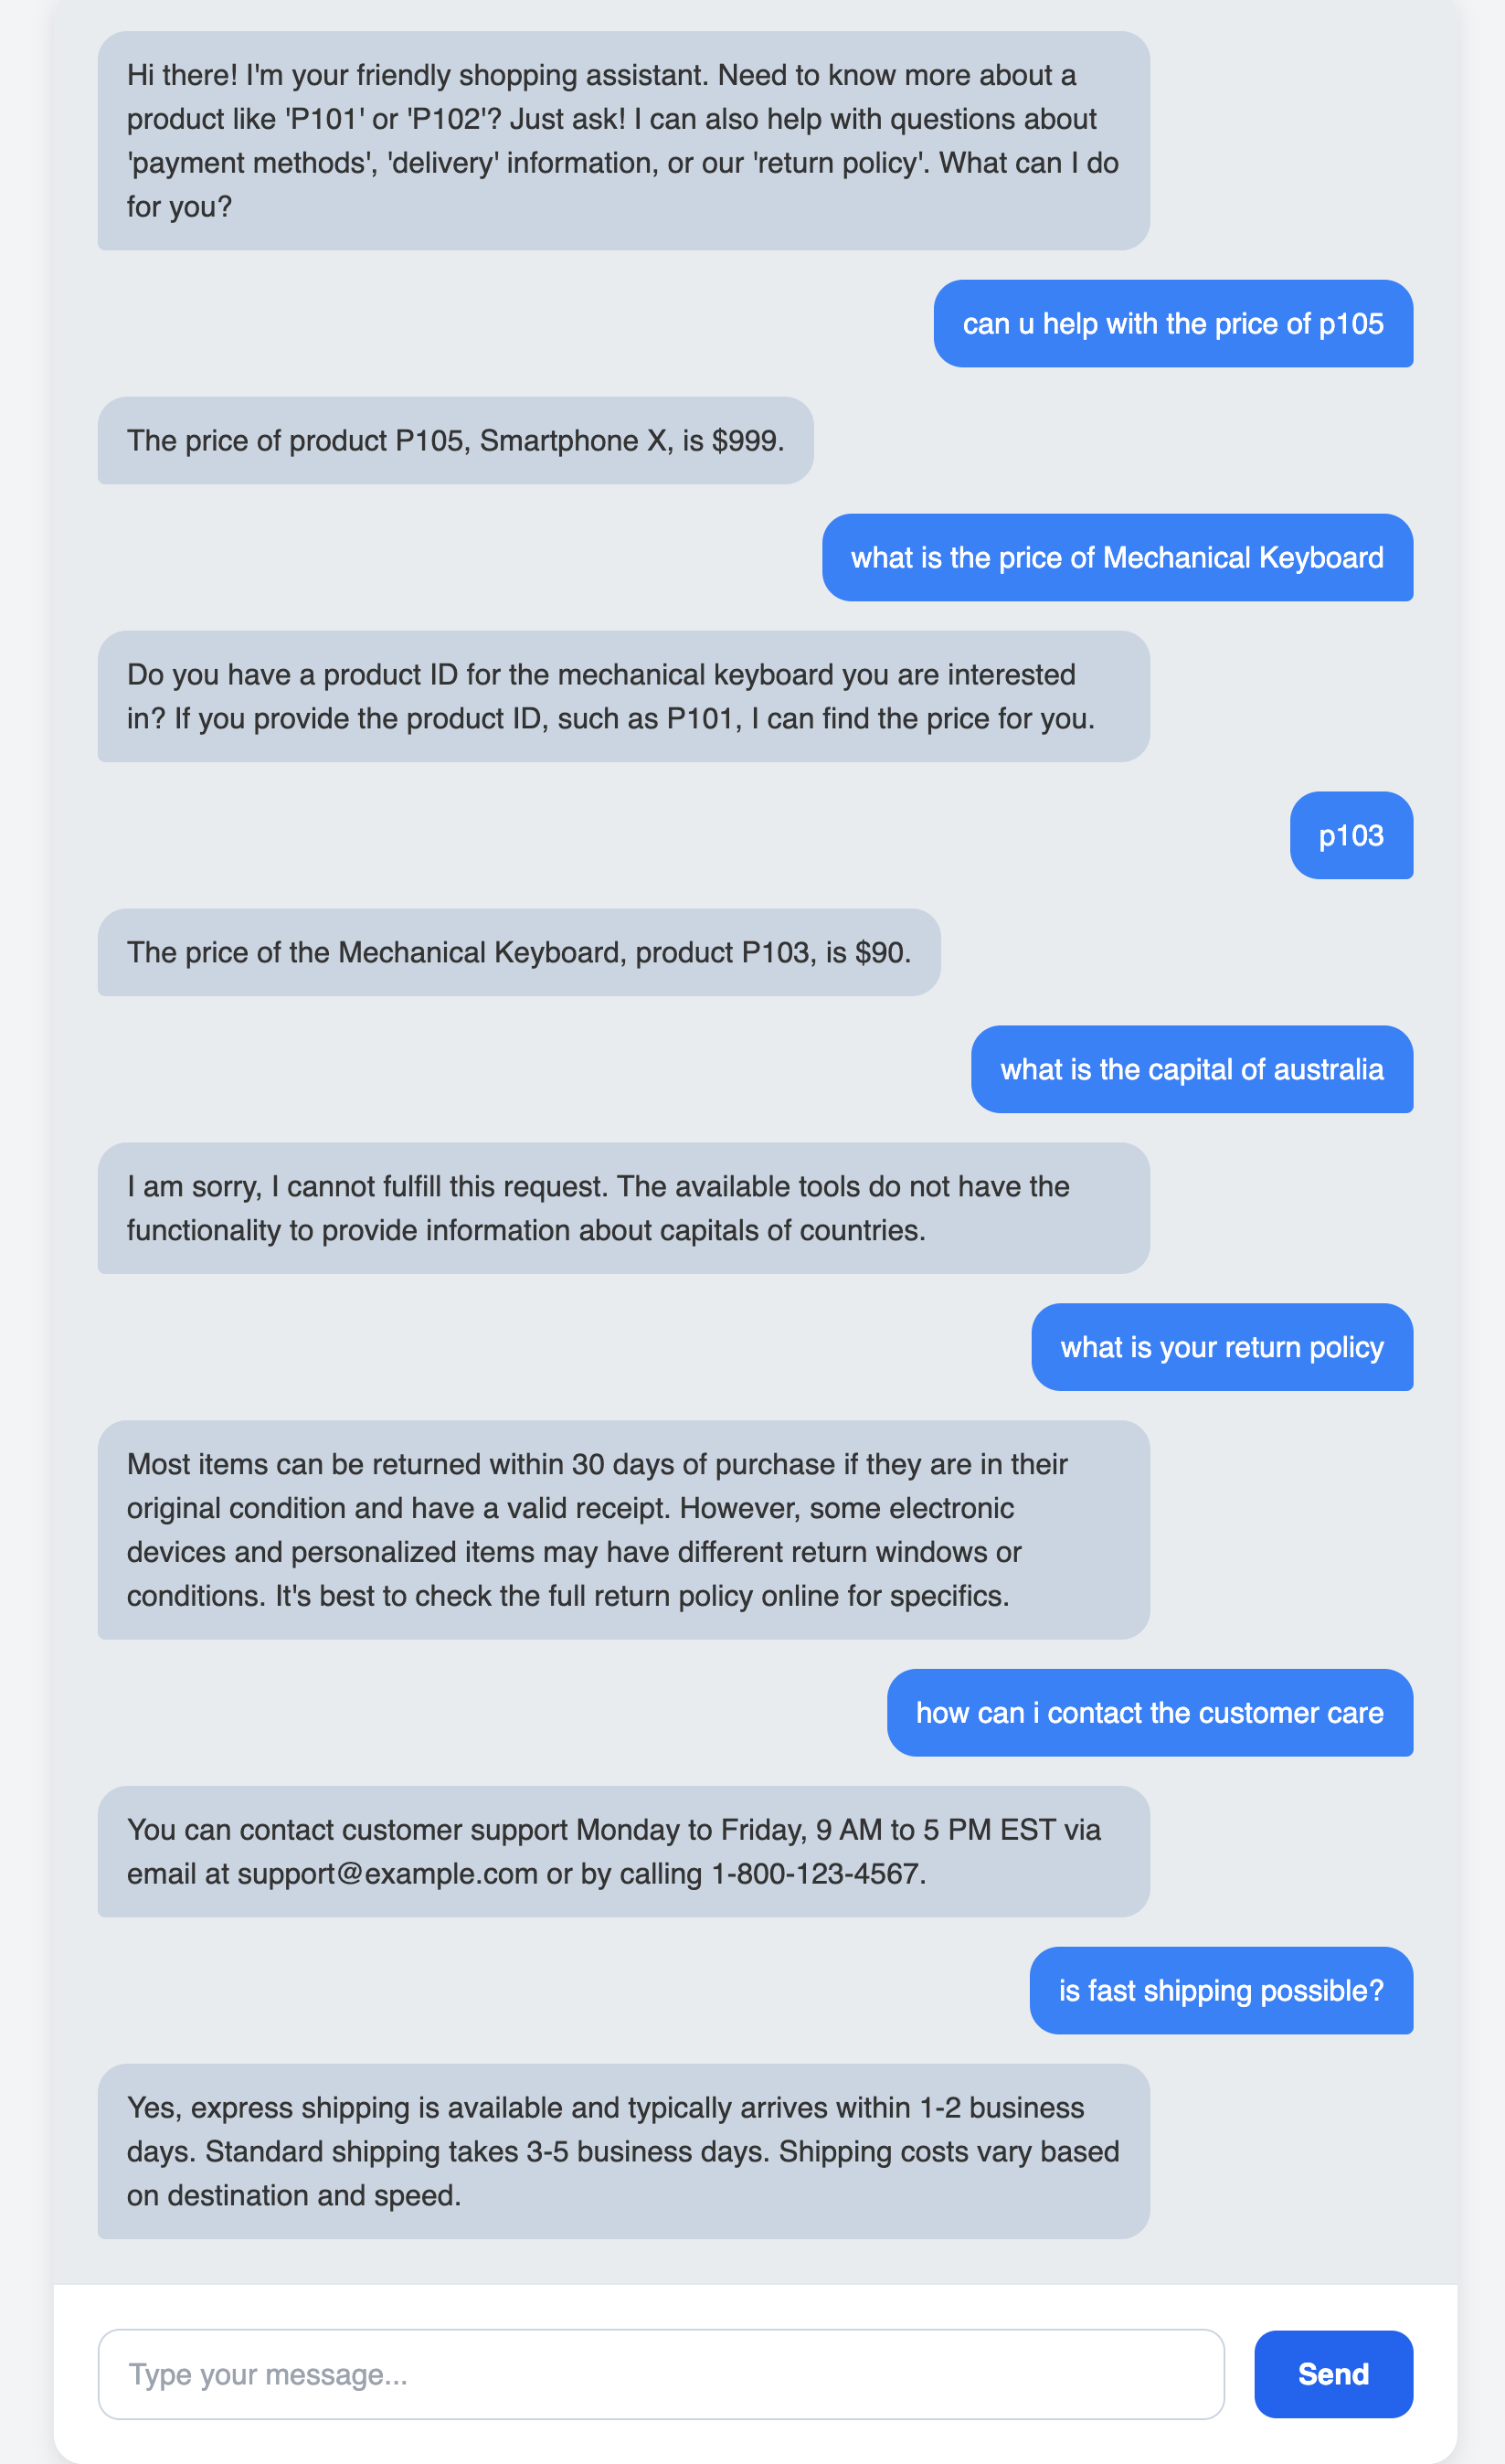 Hi there! I'm your friendly shopping assistant. Need to know more about a
product like 'P101' or 'P102'? Just ask! I can also help with questions about
'payment methods', 'delivery' information, or our 'return policy'. What can I do
for you?
can u help with the price of p105
The price of product P105, Smartphone X, is $999.
what is the price of Mechanical Keyboard
Do you have a product ID for the mechanical keyboard you are interested
in? If you provide the product ID, such as P101, I can find the price for you.
p103
The price of the Mechanical Keyboard, product P103, is $90.
what is the capital of australia
I am sorry, I cannot fulfill this request. The available tools do not have the
functionality to provide information about capitals of countries.
what is your return policy
Most items can be returned within 30 days of purchase if they are in their
original condition and have a valid receipt. However, some electronic
devices and personalized items may have different return windows or
conditions. It's best to check the full return policy online for specifics.
how can i contact the customer care
You can contact customer support Monday to Friday, 9 AM to 5 PM EST via
email at support@example.com or by calling 1-800-123-4567.
is fast shipping possible?
Yes, express shipping is available and typically arrives within 1-2 business
days. Standard shipping takes 3-5 business days. Shipping costs vary based
on destination and speed.
Type your message...
Send